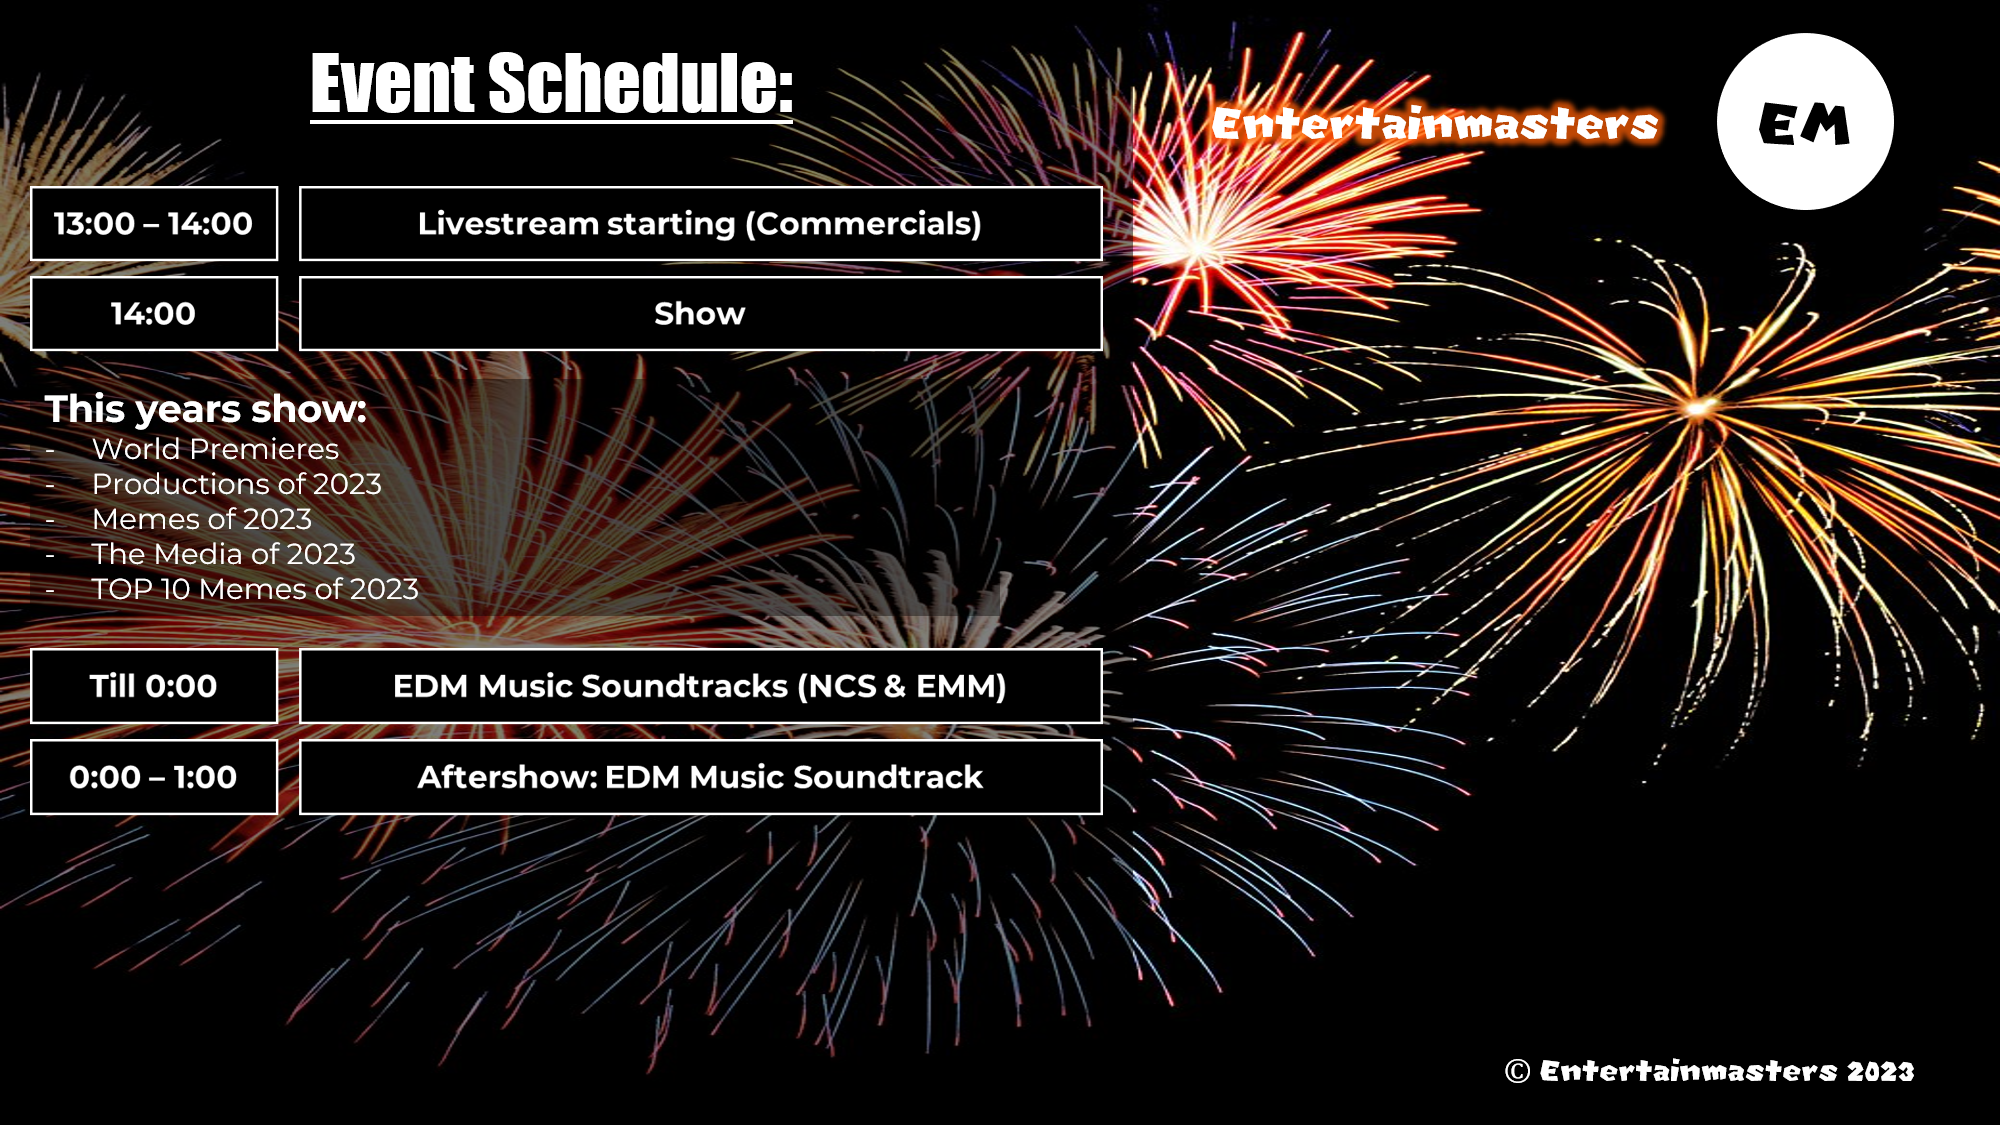 Event Schedule:
Entertainmasters
EM
13:00 – 14:00 Livestream starting (Commercials)
14:00 Show
This years show:
- World Premieres
- Productions of 2023
- Memes of 2023
- The Media of 2023
- TOP 10 Memes of 2023
Till 0:00 EDM Music Soundtracks (NCS & EMM)
0:00 – 1:00 Aftershow: EDM Music Soundtrack
© Entertainmasters 2023